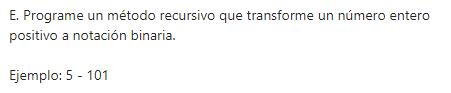 E. Programe un método recursivo que transforme un número entero
positivo a notación binaria.
Ejemplo: 5 - 101